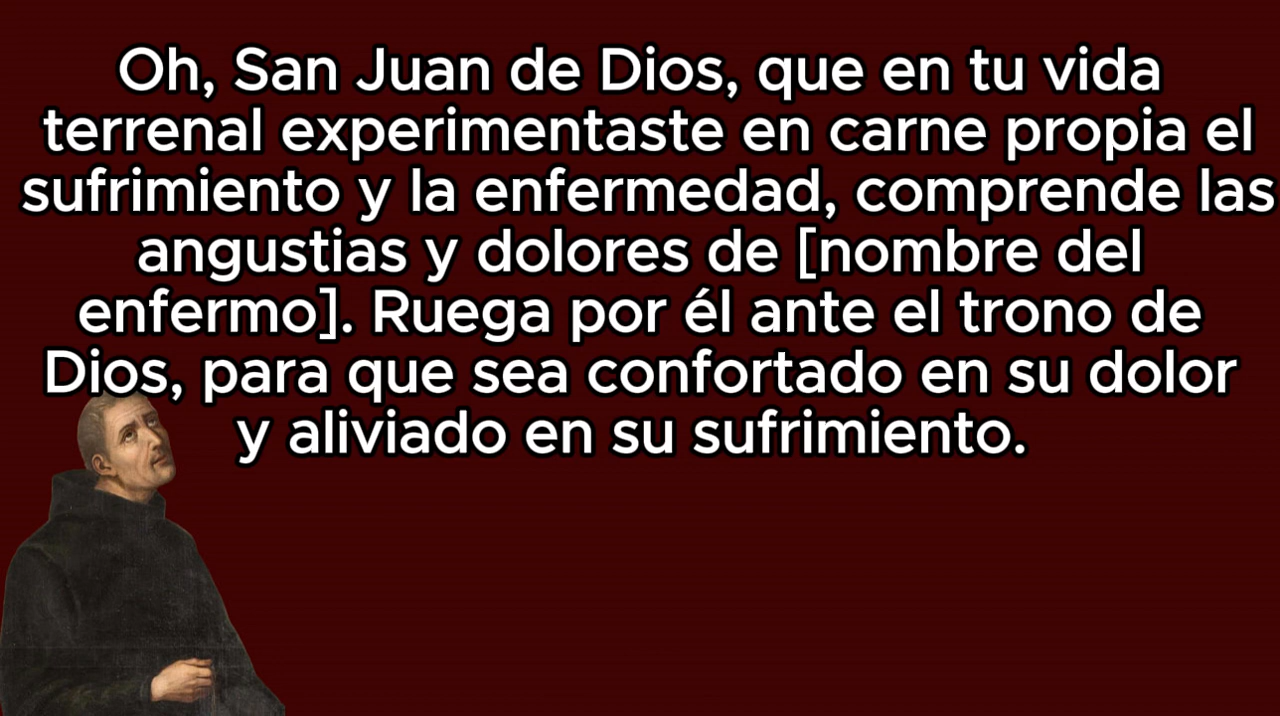 Oh, San Juan de Dios, que en tu vida
terrenal experimentaste en carne propia el
sufrimiento y la enfermedad, comprende las
angustias y dolores de [nombre del
enfermo]. Ruega por él ante el trono de
Dios, para que sea confortado en su dolor
y aliviado en su sufrimiento.